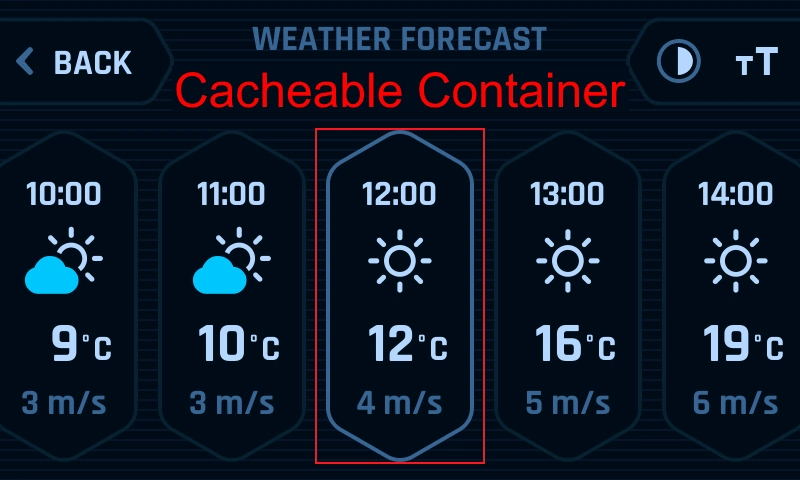 WEATHER FORECAST
BACK
TT
Cacheable Container
10:00 11:00 12:00 13:00 14:00
9°C 10°C 12°C 16°C 19°C
3 m/s 3 m/s 4 m/s 5 m/s 6 m/s